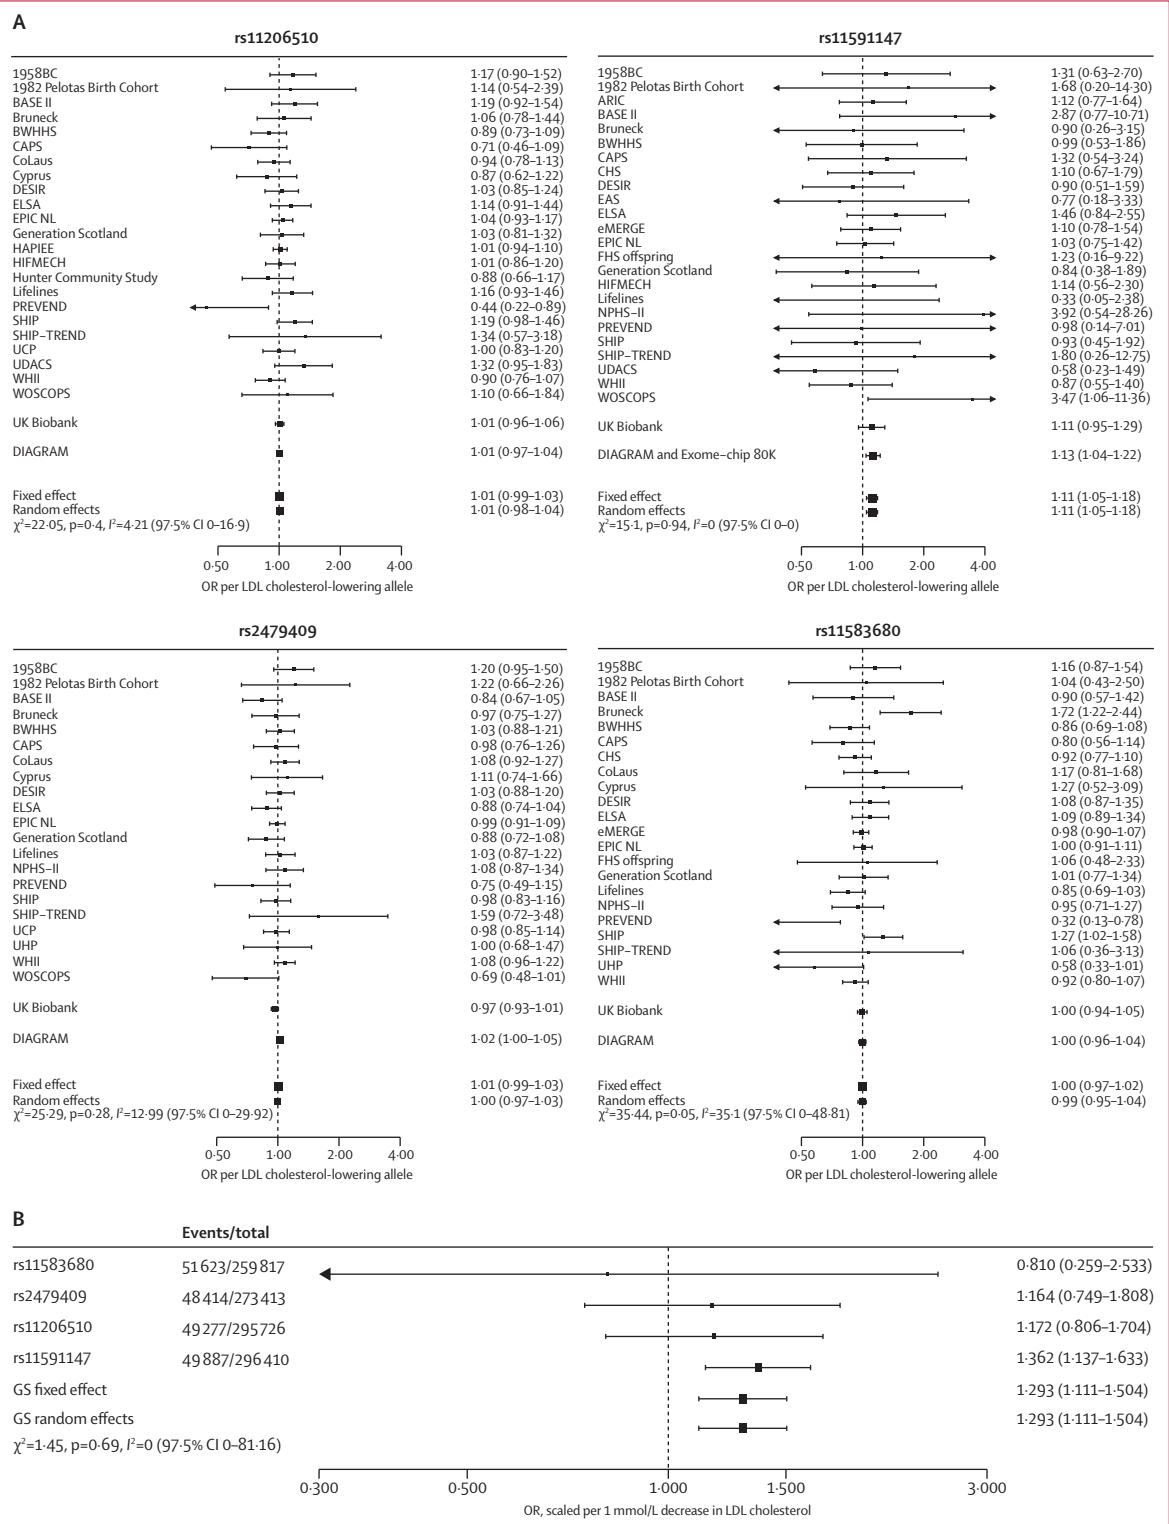 A
rs11206510
1958BC 1·17 (0·90–1·52)
1982 Pelotas Birth Cohort 1·14 (0·54–2·39)
BASE II 1·19 (0·92–1·54)
Bruneck 1·06 (0·78–1·44)
BWHHS 0·89 (0·73–1·09)
CAPS 0·71 (0·46–1·09)
CoLaus 0·94 (0·78–1·13)
Cyprus 0·87 (0·62–1·22)
DESIR 1·03 (0·85–1·24)
ELSA 1·14 (0·91–1·44)
EPIC NL 1·04 (0·93–1·17)
Generation Scotland 1·03 (0·81–1·32)
HAPIEE 1·01 (0·94–1·10)
HIFMECH 1·01 (0·86–1·20)
Hunter Community Study 0·88 (0·66–1·17)
Lifelines 1·16 (0·93–1·46)
PREVEND 0·44 (0·22–0·89)
SHIP 1·19 (0·98–1·46)
SHIP–TREND 1·34 (0·57–3·18)
UCP 1·00 (0·83–1·20)
UDACS 1·32 (0·95–1·83)
WHII 0·90 (0·76–1·07)
WOSCOPS 1·10 (0·66–1·84)
UK Biobank 1·01 (0·96–1·06)
DIAGRAM 1·01 (0·97–1·04)
Fixed effect 1·01 (0·99–1·03)
Random effects 1·01 (0·98–1·04)
χ²=22·05, p=0·4, I²=4·21 (97·5% CI 0–16·9)
0·50 1·00 2·00 4·00
OR per LDL cholesterol-lowering allele
rs11591147
1958BC 1·31 (0·63–2·70)
1982 Pelotas Birth Cohort 1·68 (0·20–14·30)
ARIC 1·12 (0·77–1·64)
BASE II 2·87 (0·77–10·71)
Bruneck 0·90 (0·26–3·15)
BWHHS 0·99 (0·53–1·86)
CAPS 1·32 (0·54–3·24)
CHS 1·10 (0·67–1·79)
DESIR 0·90 (0·51–1·59)
EAS 0·77 (0·18–3·33)
ELSA 1·46 (0·84–2·55)
eMERGE 1·10 (0·78–1·54)
EPIC NL 1·03 (0·75–1·42)
FHS offspring 1·23 (0·16–9·22)
Generation Scotland 0·84 (0·38–1·89)
HIFMECH 1·14 (0·56–2·30)
Lifelines 0·33 (0·05–2·38)
NPHS–II 3·92 (0·54–28·26)
PREVEND 0·98 (0·14–7·01)
SHIP 0·93 (0·45–1·92)
SHIP–TREND 1·80 (0·26–12·75)
UDACS 0·58 (0·23–1·49)
WHII 0·87 (0·55–1·40)
WOSCOPS 3·47 (1·06–11·36)
UK Biobank 1·11 (0·95–1·29)
DIAGRAM and Exome–chip 80K 1·13 (1·04–1·22)
Fixed effect 1·11 (1·05–1·18)
Random effects 1·11 (1·05–1·18)
χ²=15·1, p=0·94, I²=0 (97·5% CI 0–0)
0·50 1·00 2·00 4·00
OR per LDL cholesterol-lowering allele
rs2479409
1958BC 1·20 (0·95–1·50)
1982 Pelotas Birth Cohort 1·22 (0·66–2·26)
BASE II 0·84 (0·67–1·05)
Bruneck 0·97 (0·75–1·27)
BWHHS 1·03 (0·88–1·21)
CAPS 0·98 (0·76–1·26)
CoLaus 1·08 (0·92–1·27)
Cyprus 1·11 (0·74–1·66)
DESIR 1·03 (0·88–1·20)
ELSA 0·88 (0·74–1·04)
EPIC NL 0·99 (0·91–1·09)
Generation Scotland 0·88 (0·72–1·08)
Lifelines 1·03 (0·87–1·22)
NPHS–II 1·08 (0·87–1·34)
PREVEND 0·75 (0·49–1·15)
SHIP 0·98 (0·83–1·16)
SHIP–TREND 1·59 (0·72–3·48)
UCP 0·98 (0·85–1·14)
UHP 1·00 (0·68–1·47)
WHII 1·08 (0·96–1·22)
WOSCOPS 0·69 (0·48–1·01)
UK Biobank 0·97 (0·93–1·01)
DIAGRAM 1·02 (1·00–1·05)
Fixed effect 1·01 (0·99–1·03)
Random effects 1·00 (0·97–1·03)
χ²=25·29, p=0·28, I²=12·99 (97·5% CI 0–29·92)
0·50 1·00 2·00 4·00
OR per LDL cholesterol-lowering allele
rs11583680
1958BC 1·16 (0·87–1·54)
1982 Pelotas Birth Cohort 1·04 (0·43–2·50)
BASE II 0·90 (0·57–1·42)
Bruneck 1·72 (1·22–2·44)
BWHHS 0·86 (0·69–1·08)
CAPS 0·80 (0·56–1·14)
CHS 0·92 (0·77–1·10)
CoLaus 1·17 (0·81–1·68)
Cyprus 1·27 (0·52–3·09)
DESIR 1·08 (0·87–1·35)
ELSA 1·09 (0·89–1·34)
eMERGE 0·98 (0·90–1·07)
EPIC NL 1·00 (0·91–1·11)
FHS offspring 1·06 (0·48–2·33)
Generation Scotland 1·01 (0·77–1·34)
Lifelines 0·85 (0·69–1·03)
NPHS–II 0·95 (0·71–1·27)
PREVEND 0·32 (0·13–0·78)
SHIP 1·27 (1·02–1·58)
SHIP–TREND 1·06 (0·36–3·13)
UHP 0·58 (0·33–1·01)
WHII 0·92 (0·80–1·07)
UK Biobank 1·00 (0·94–1·05)
DIAGRAM 1·00 (0·96–1·04)
Fixed effect 1·00 (0·97–1·02)
Random effects 0·99 (0·95–1·04)
χ²=35·44, p=0·05, I²=35·1 (97·5% CI 0–48·81)
0·50 1·00 2·00 4·00
OR per LDL cholesterol-lowering allele
B
Events/total
rs11583680 51 623/259 817 0·810 (0·259–2·533)
rs2479409 48 414/273 413 1·164 (0·749–1·808)
rs11206510 49 277/295 726 1·172 (0·806–1·704)
rs11591147 49 887/296 410 1·362 (1·137–1·633)
GS fixed effect 1·293 (1·111–1·504)
GS random effects 1·293 (1·111–1·504)
χ²=1·45, p=0·69, I²=0 (97·5% CI 0–81·16)
0·300 0·500 1·000 1·500 3·000
OR, scaled per 1 mmol/L decrease in LDL cholesterol